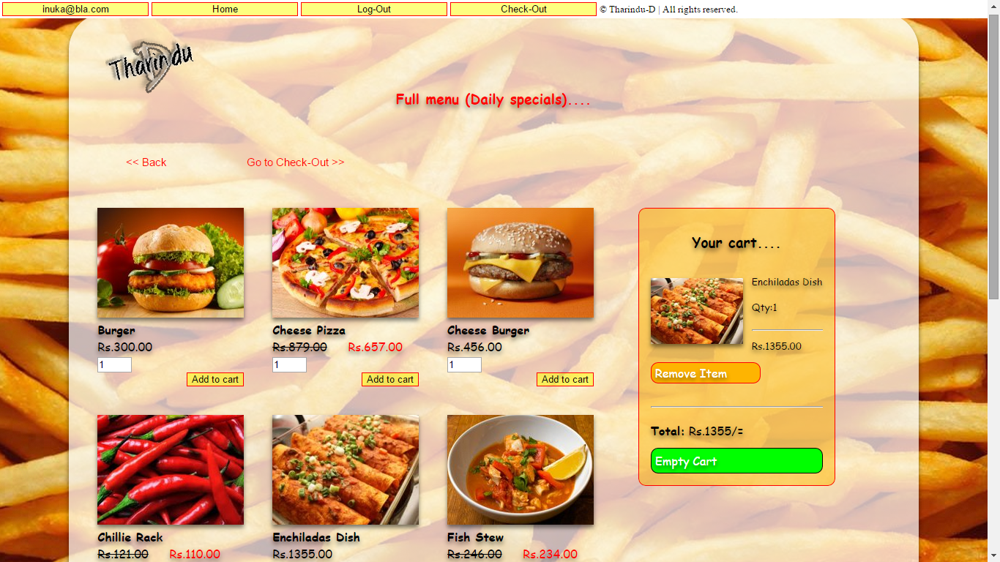 inuka@bla.com Home Log-Out Check-Out © Tharindu-D | All rights reserved.
Tharindu
D
Full menu (Daily specials)....
<< Back Go to Check-Out >>
Burger
Rs.300.00
1
Add to cart
Cheese Pizza
Rs.879.00 Rs.657.00
1
Add to cart
Cheese Burger
Rs.456.00
1
Add to cart
Chillie Rack
Rs.121.00 Rs.110.00
Enchiladas Dish
Rs.1355.00
Fish Stew
Rs.246.00 Rs.234.00
Your cart....
Enchiladas Dish
Qty:1
Rs.1355.00
Remove Item
Total: Rs.1355/=
Empty Cart